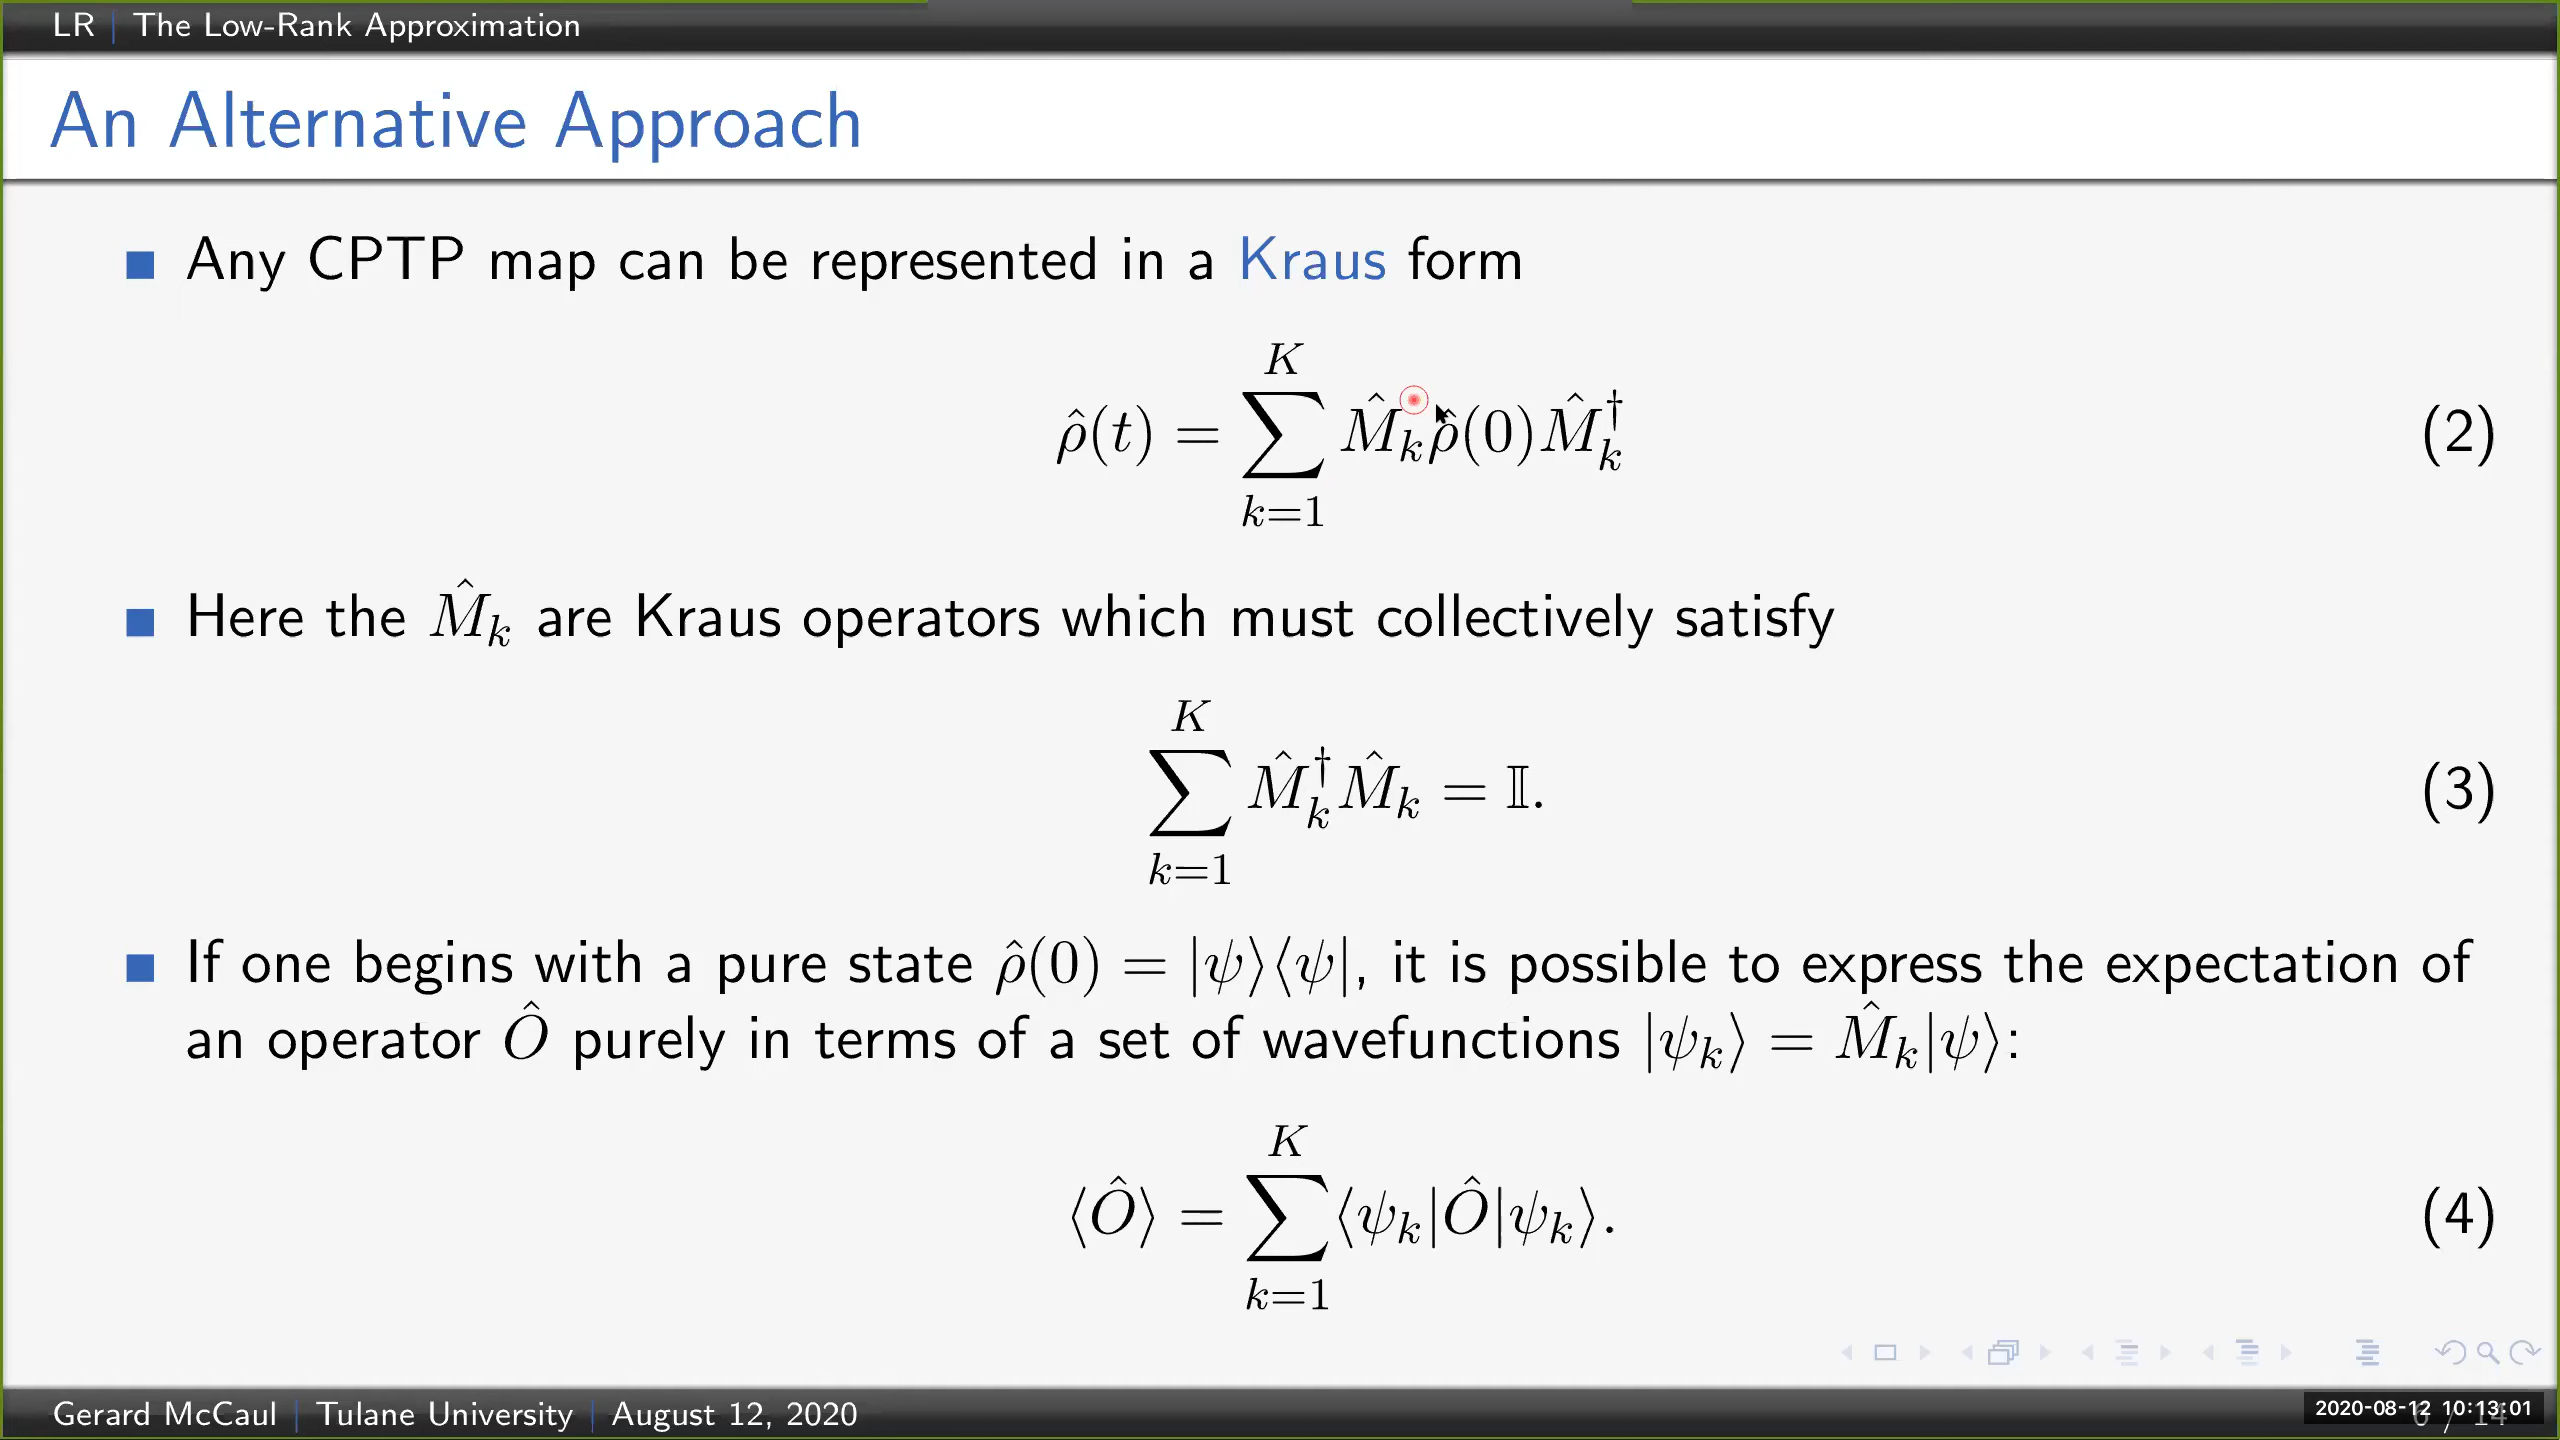 LR | The Low-Rank Approximation
An Alternative Approach
Any CPTP map can be represented in a Kraus form
ρ̂(t) = ∑_{k=1}^{K} M̂_k ρ̂(0) M̂_k^† (2)
Here the M̂_k are Kraus operators which must collectively satisfy
∑_{k=1}^{K} M̂_k^† M̂_k = 𝕀. (3)
If one begins with a pure state ρ̂(0) = |ψ⟩⟨ψ|, it is possible to express the expectation of
an operator Ô purely in terms of a set of wavefunctions |ψ_k⟩ = M̂_k|ψ⟩:
⟨Ô⟩ = ∑_{k=1}^{K} ⟨ψ_k|Ô|ψ_k⟩. (4)
Gerard McCaul | Tulane University | August 12, 2020
6 / 14
2020-08-12 10:13:01